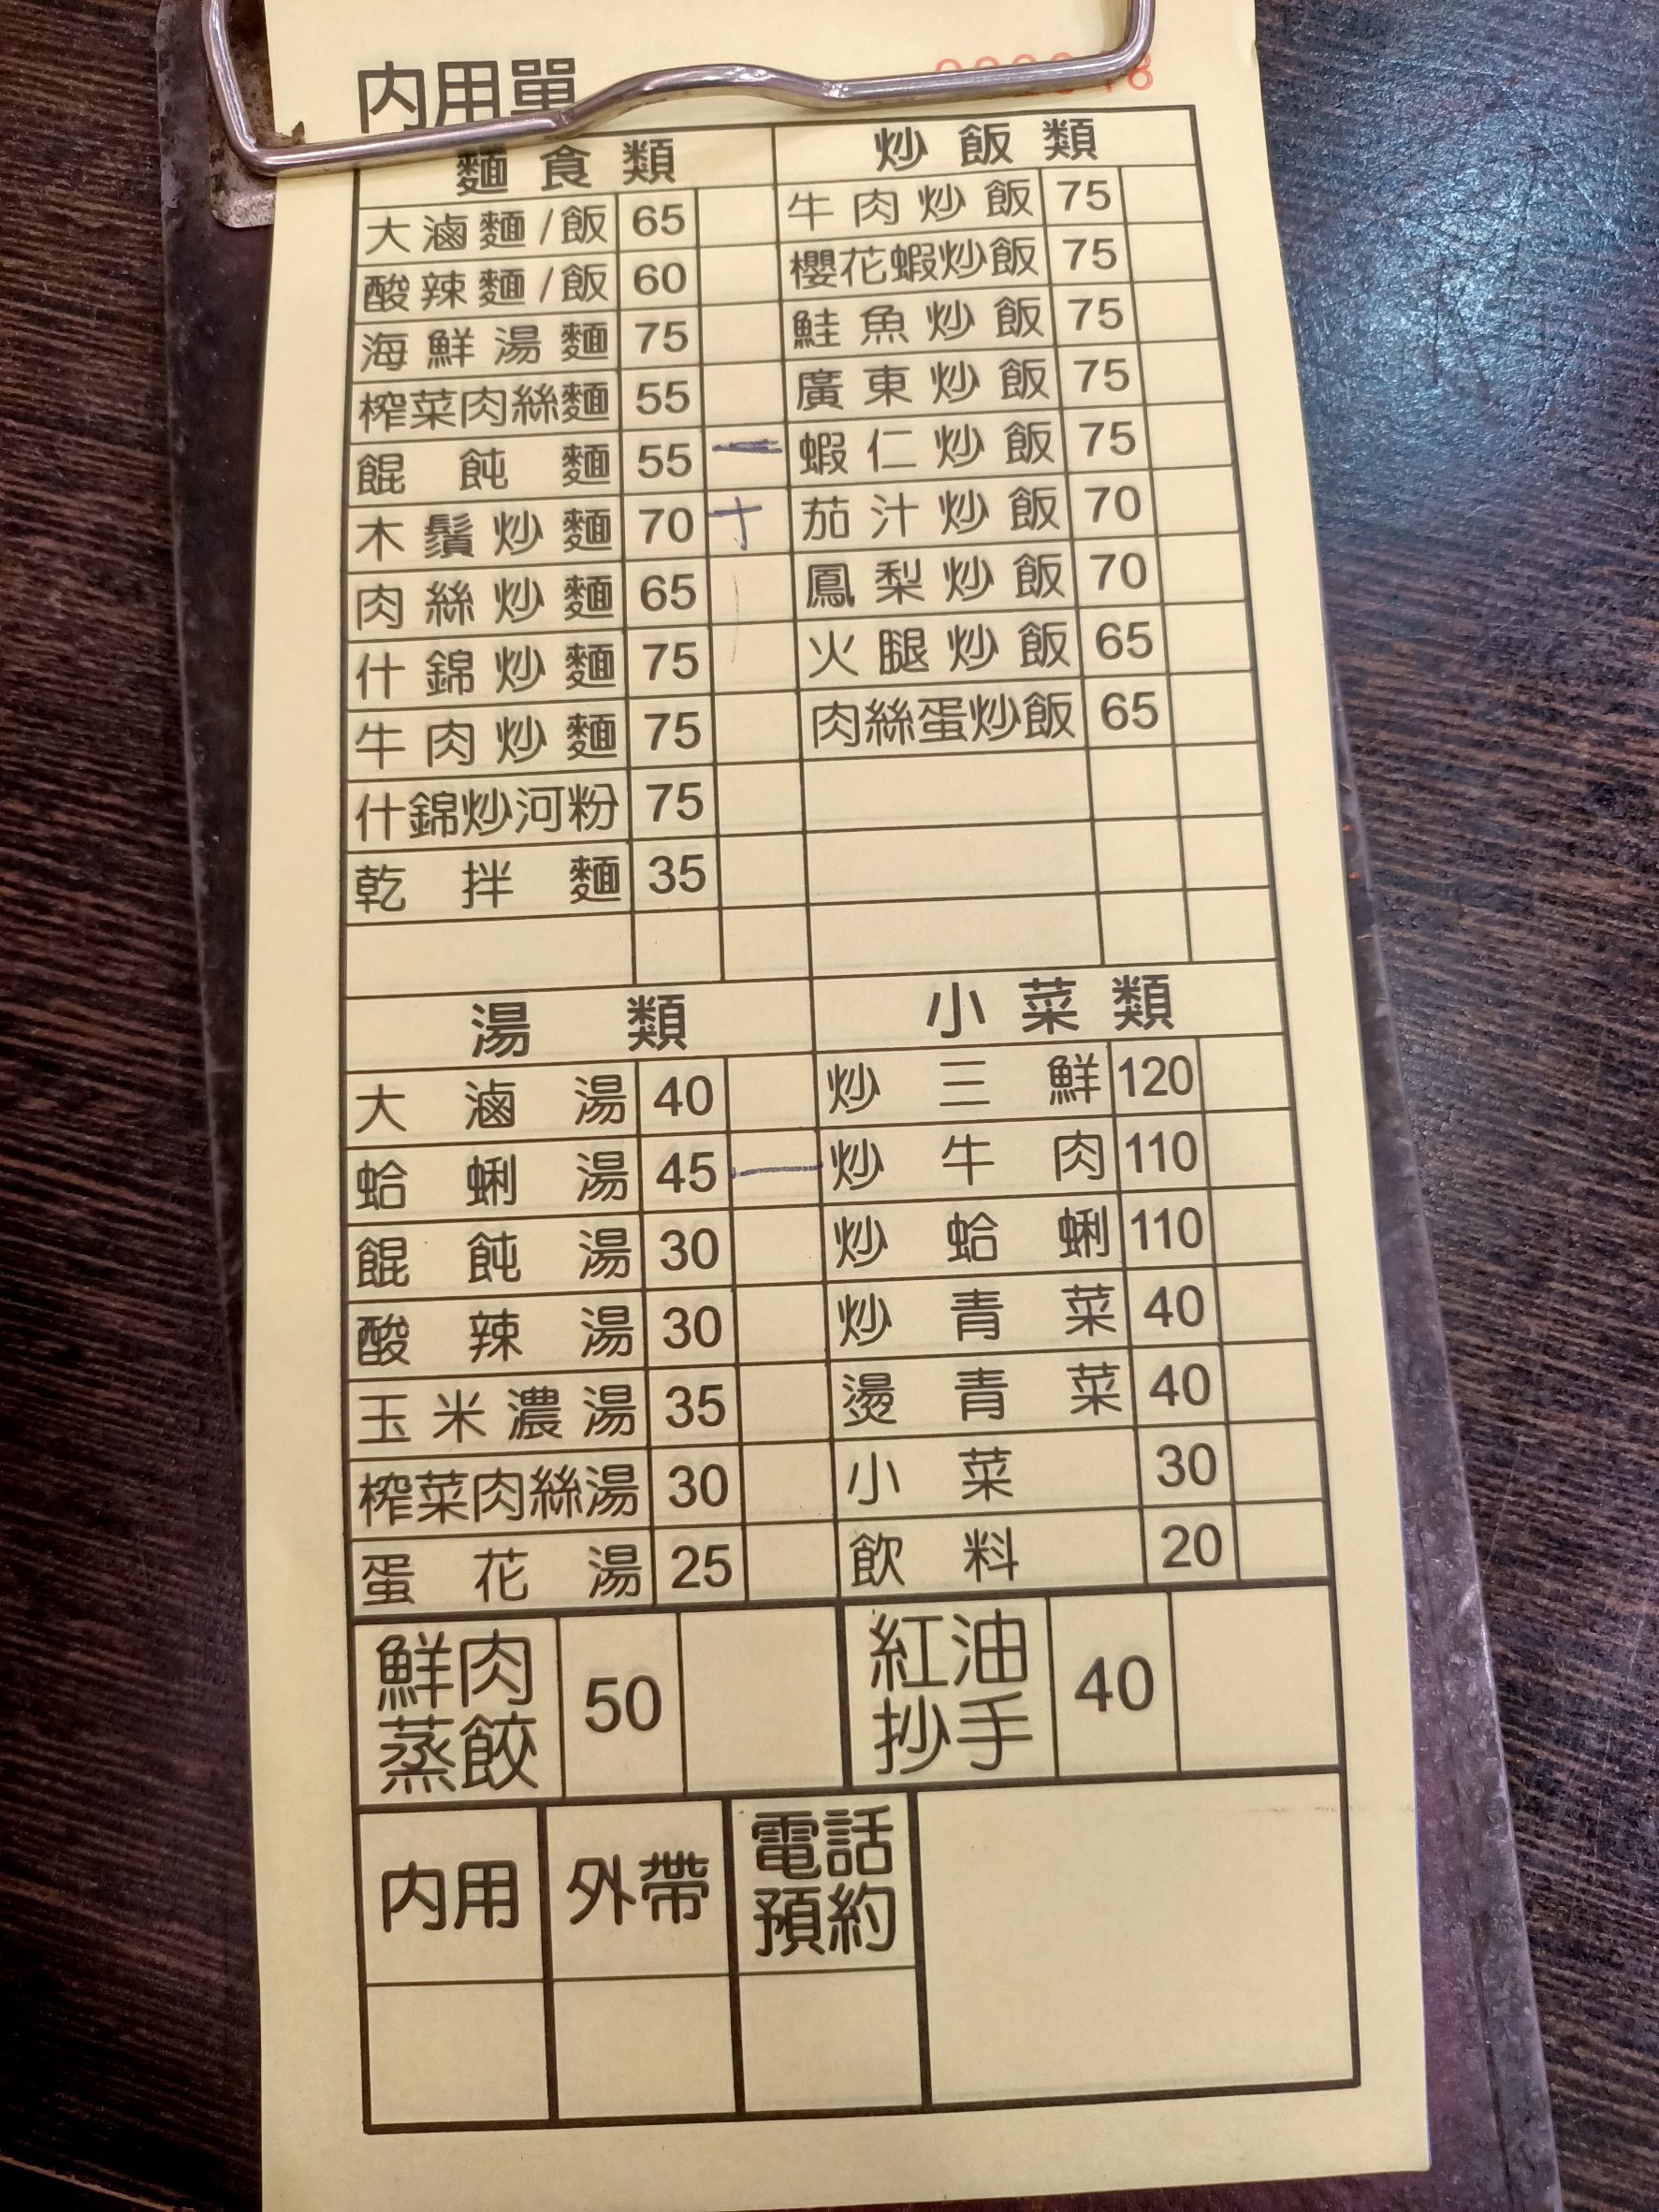 內用單
麵食類
大滷麵/飯 65
酸辣麵/飯 60
海鮮湯麵 75
榨菜肉絲麵 55
餛飩麵 55 一
木鬚炒麵 70 十
肉絲炒麵 65
什錦炒麵 75
牛肉炒麵 75
什錦炒河粉 75
乾拌麵 35
炒飯類
牛肉炒飯 75
櫻花蝦炒飯 75
鮭魚炒飯 75
廣東炒飯 75
蝦仁炒飯 75
茄汁炒飯 70
鳳梨炒飯 70
火腿炒飯 65
肉絲蛋炒飯 65
湯類
大滷湯 40
蛤蜊湯 45 一
餛飩湯 30
酸辣湯 30
玉米濃湯 35
榨菜肉絲湯 30
蛋花湯 25
小菜類
炒三鮮 120
炒牛肉 110
炒蛤蜊 110
炒青菜 40
燙青菜 40
小菜 30
飲料 20
鮮肉
蒸餃
50
紅油
抄手
40
內用
外帶
電話
預約